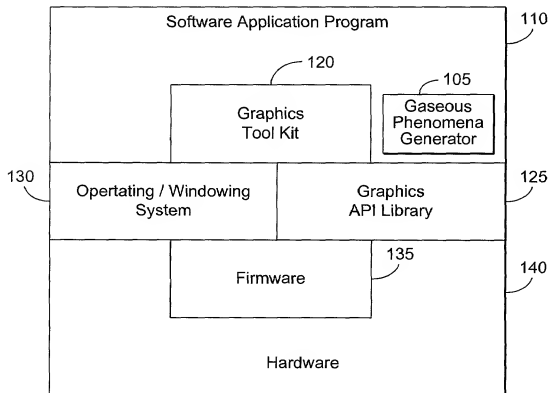 Software Application Program
110
120
105
Graphics
Tool Kit
Gaseous
Phenomena
Generator
130
Opertating / Windowing
System
Graphics
API Library
125
135
140
Firmware
Hardware